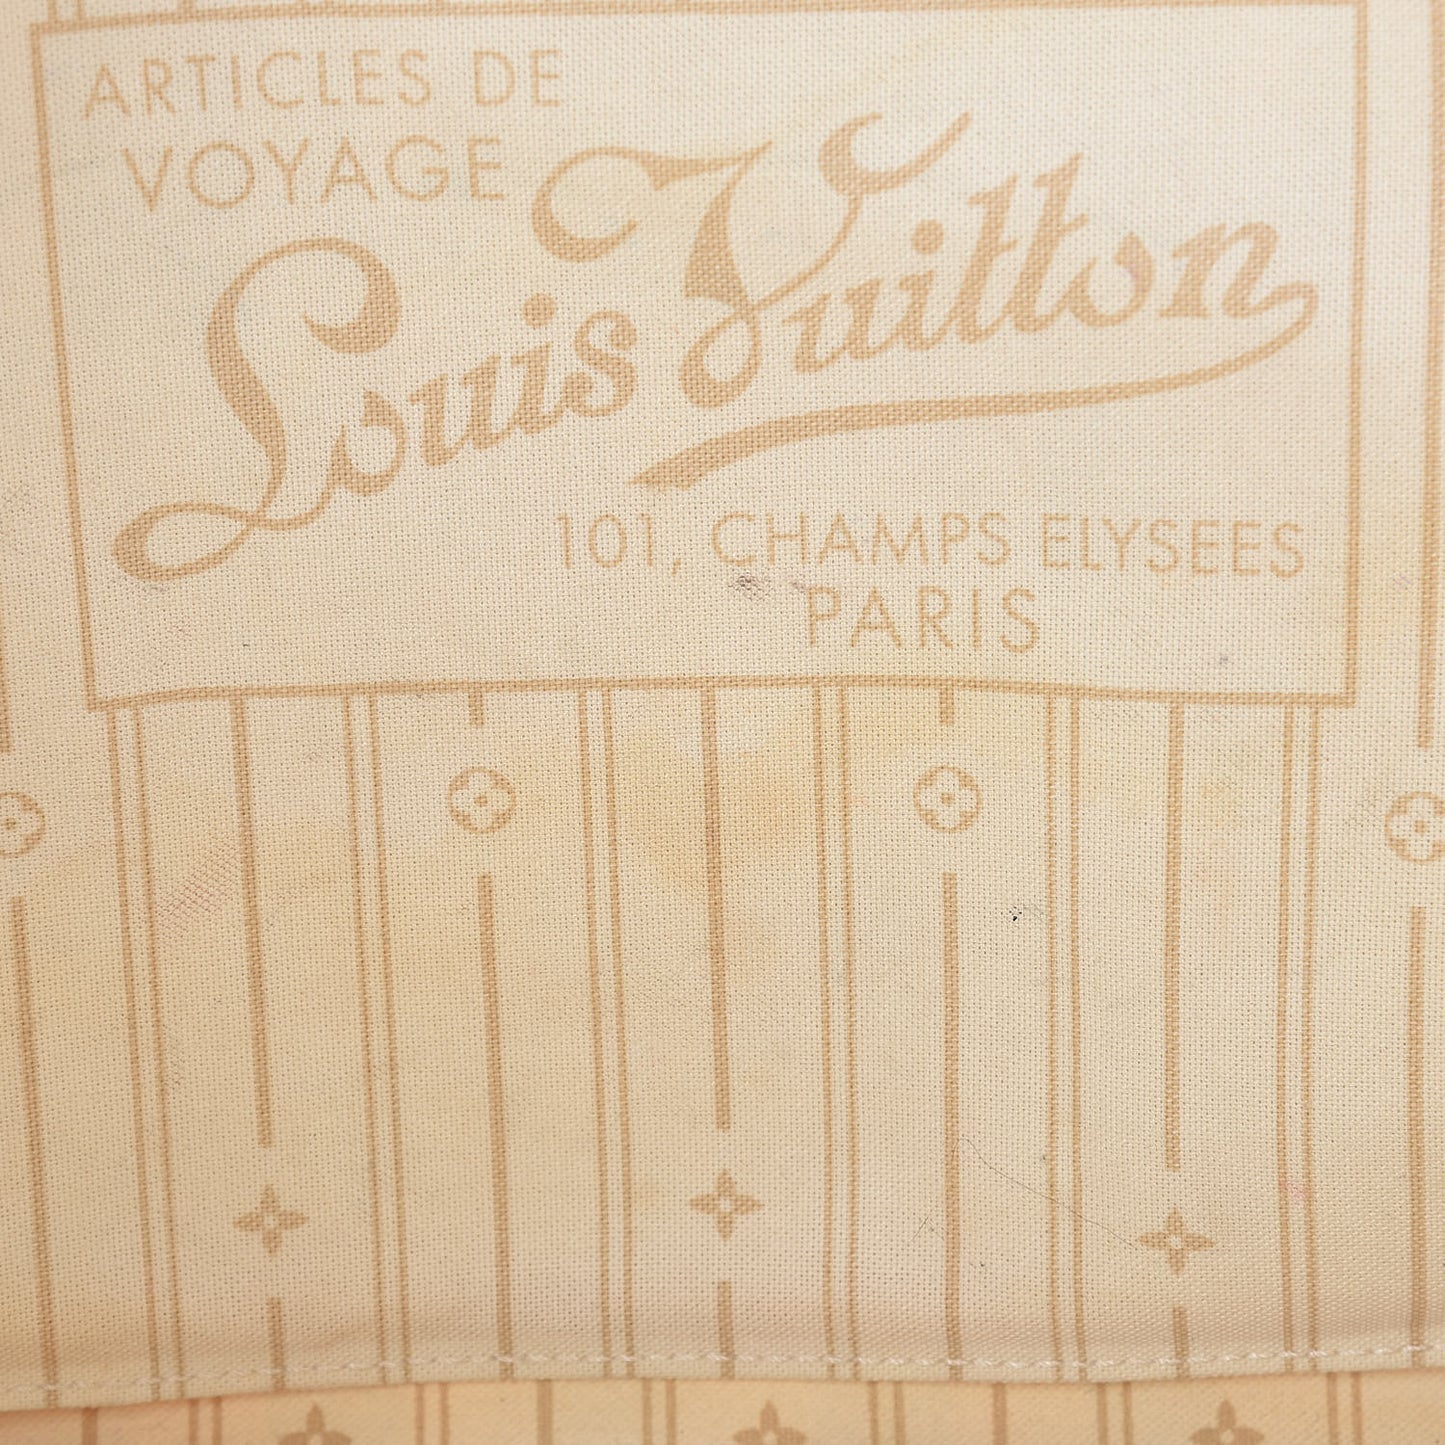 ARTICLES DE
VOYAGE
Louis Vuitton
101, CHAMPS ELYSEES
PARIS